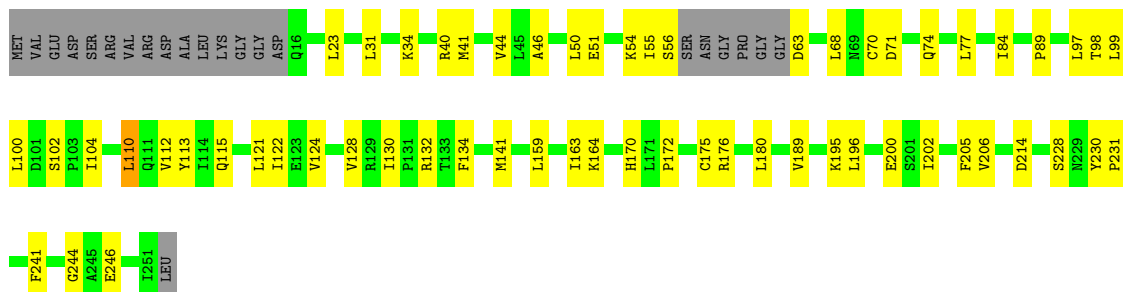 MET VAL GLU ASP SER ARG VAL ARG ASP ALA LEU LYS GLY GLY ASP Q16 L23 L31 K34 R40 M41 V44 L45 A46 L50 E51 K54 I55 S56 SER ASN GLY PRO GLY GLY D63 L68 N69 C70 D71 Q74 L77 I84 P89 L97 T98 L99
L100 D101 S102 P103 I104 L110 Q111 V112 Y113 I114 Q115 L121 I122 E123 V124 V128 R129 I130 P131 R132 T133 F134 M141 L159 I163 K164 H170 L171 P172 C175 R176 L180 V189 K195 L196 E200 S201 I202 F205 V206 D214 S228 N229 Y230 P231
F241 G244 A245 E246 I251 LEU